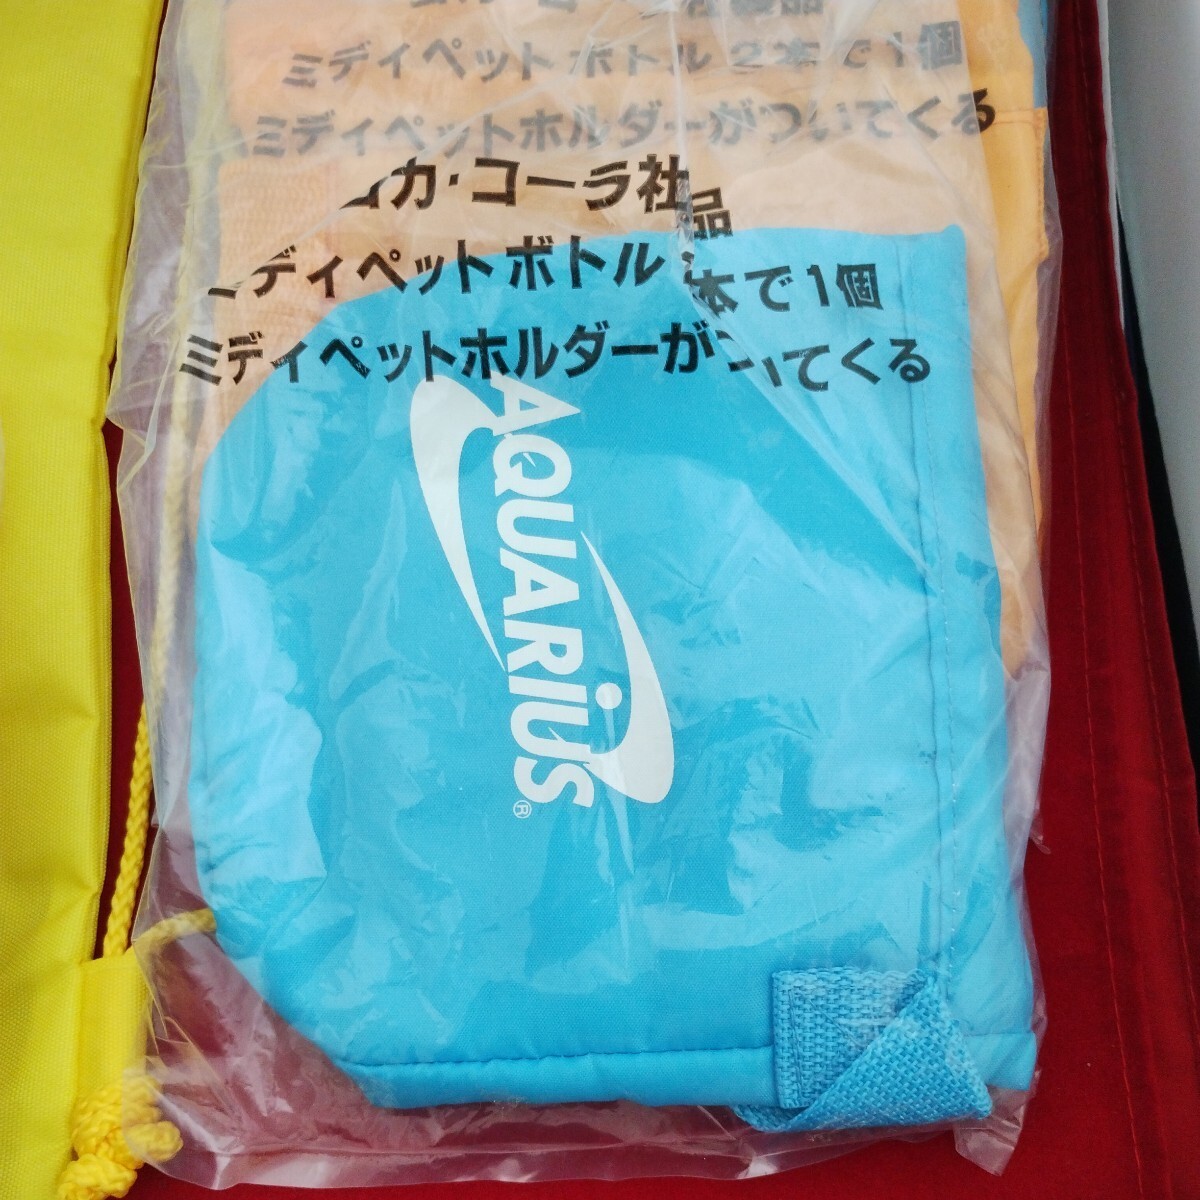 ミディペットボトル2本で1個
ミディペットホルダーがついてくる
コカ・コーラ社
品
ミディペットボトル 本で1個
ミディペットホルダーがついてくる
AQUARIUS®